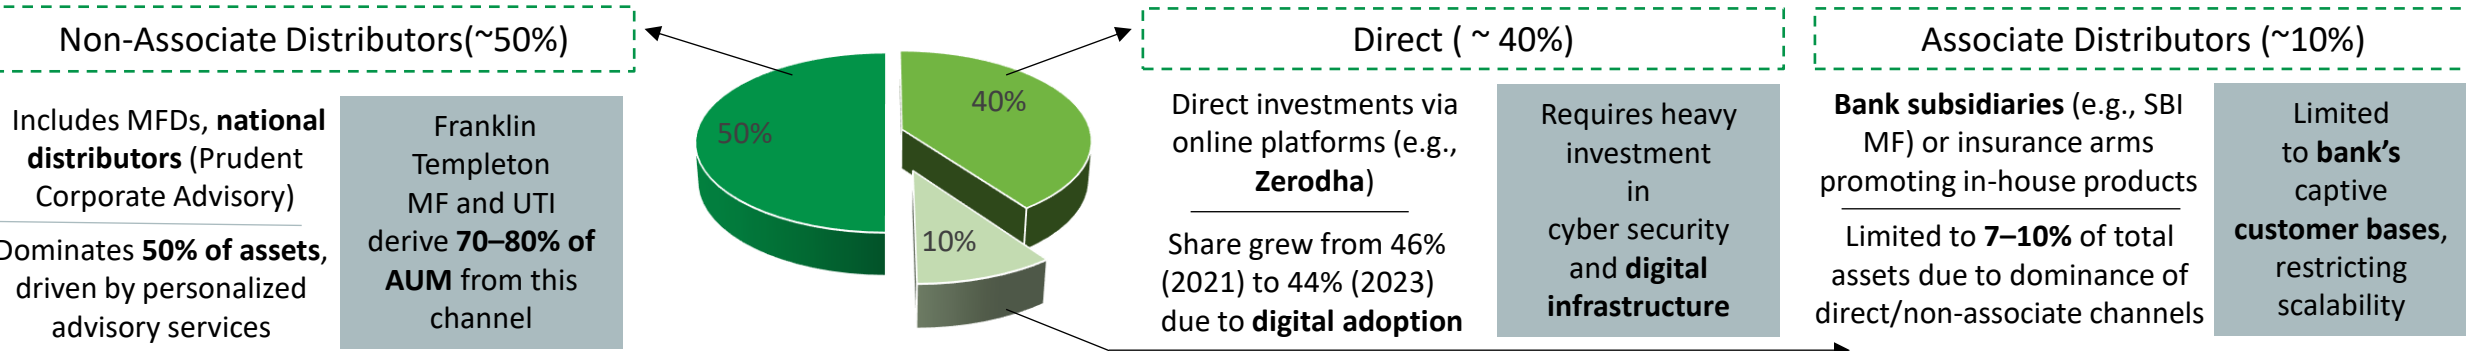 Non-Associate Distributors(~50%)
Includes MFDs, national
distributors (Prudent
Corporate Advisory)
Dominates 50% of assets,
driven by personalized
advisory services
Franklin
Templeton
MF and UTI
derive 70–80% of
AUM from this
channel
50%
40%
10%
Direct ( ~ 40%)
Direct investments via
online platforms (e.g.,
Zerodha)
Share grew from 46%
(2021) to 44% (2023)
due to digital adoption
Requires heavy
investment
in
cyber security
and digital
infrastructure
Associate Distributors (~10%)
Bank subsidiaries (e.g., SBI
MF) or insurance arms
promoting in-house products
Limited to 7–10% of total
assets due to dominance of
direct/non-associate channels
Limited
to bank’s
captive
customer bases,
restricting
scalability